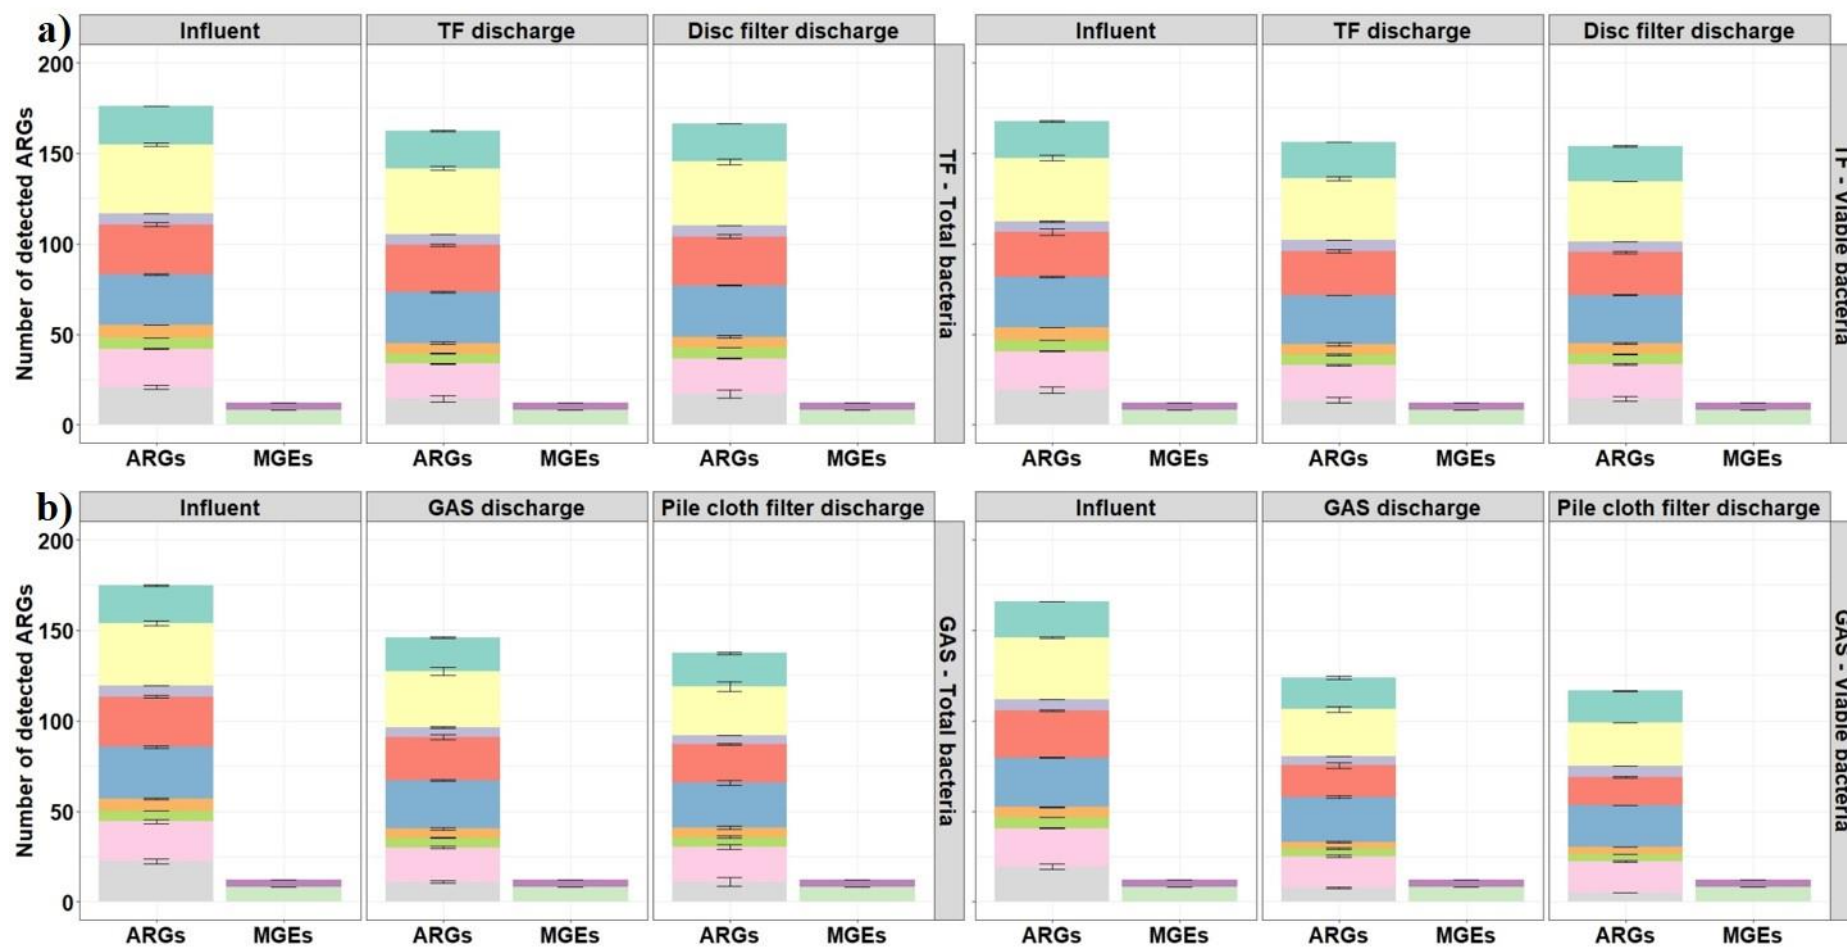 a)
Influent
TF discharge
Disc filter discharge
Influent
TF discharge
Disc filter discharge
200
150
100
50
0
Number of detected ARGs
TF - Total bacteria
TF - Viable bacteria
ARGs MGEs ARGs MGEs ARGs MGEs ARGs MGEs ARGs MGEs ARGs MGEs
b)
Influent
GAS discharge
Pile cloth filter discharge
Influent
GAS discharge
Pile cloth filter discharge
200
150
100
50
0
Number of detected ARGs
GAS - Total bacteria
GAS - Viable bacteria
ARGs MGEs ARGs MGEs ARGs MGEs ARGs MGEs ARGs MGEs ARGs MGEs